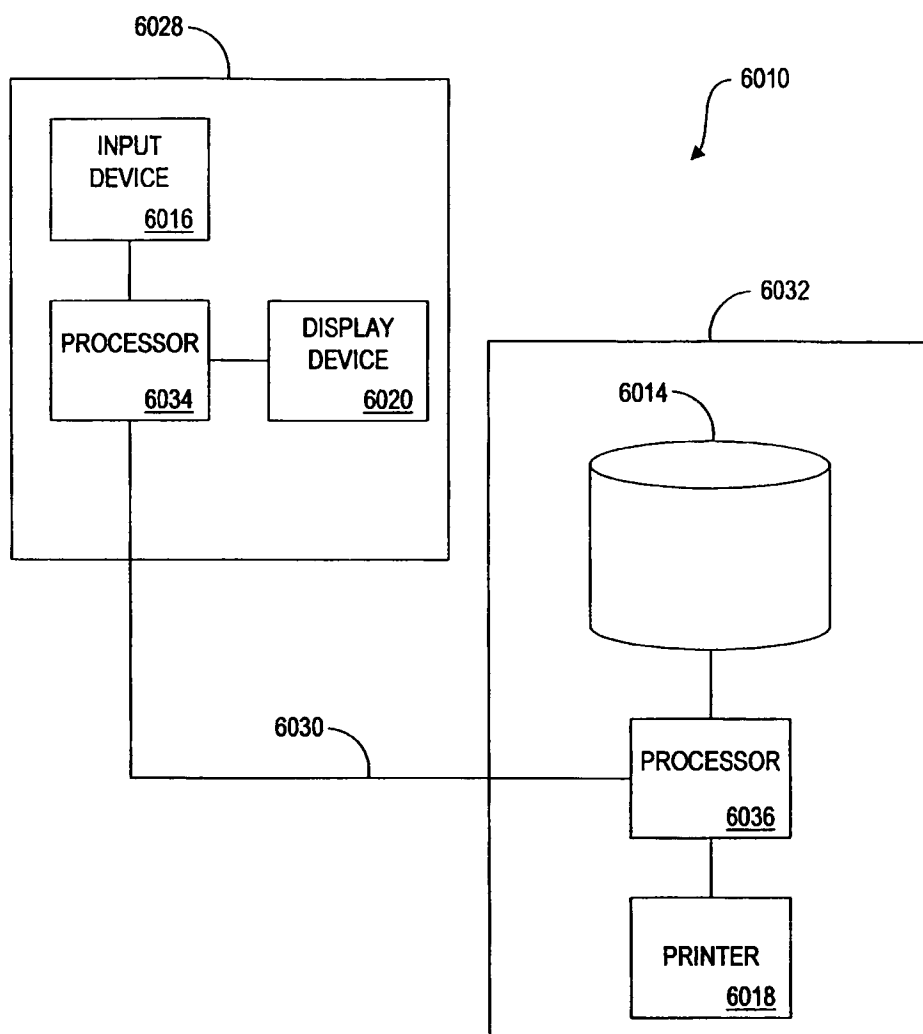 6028
6010
INPUT
DEVICE
6016
6032
PROCESSOR
6034
DISPLAY
DEVICE
6020
6014
6030
PROCESSOR
6036
PRINTER
6018